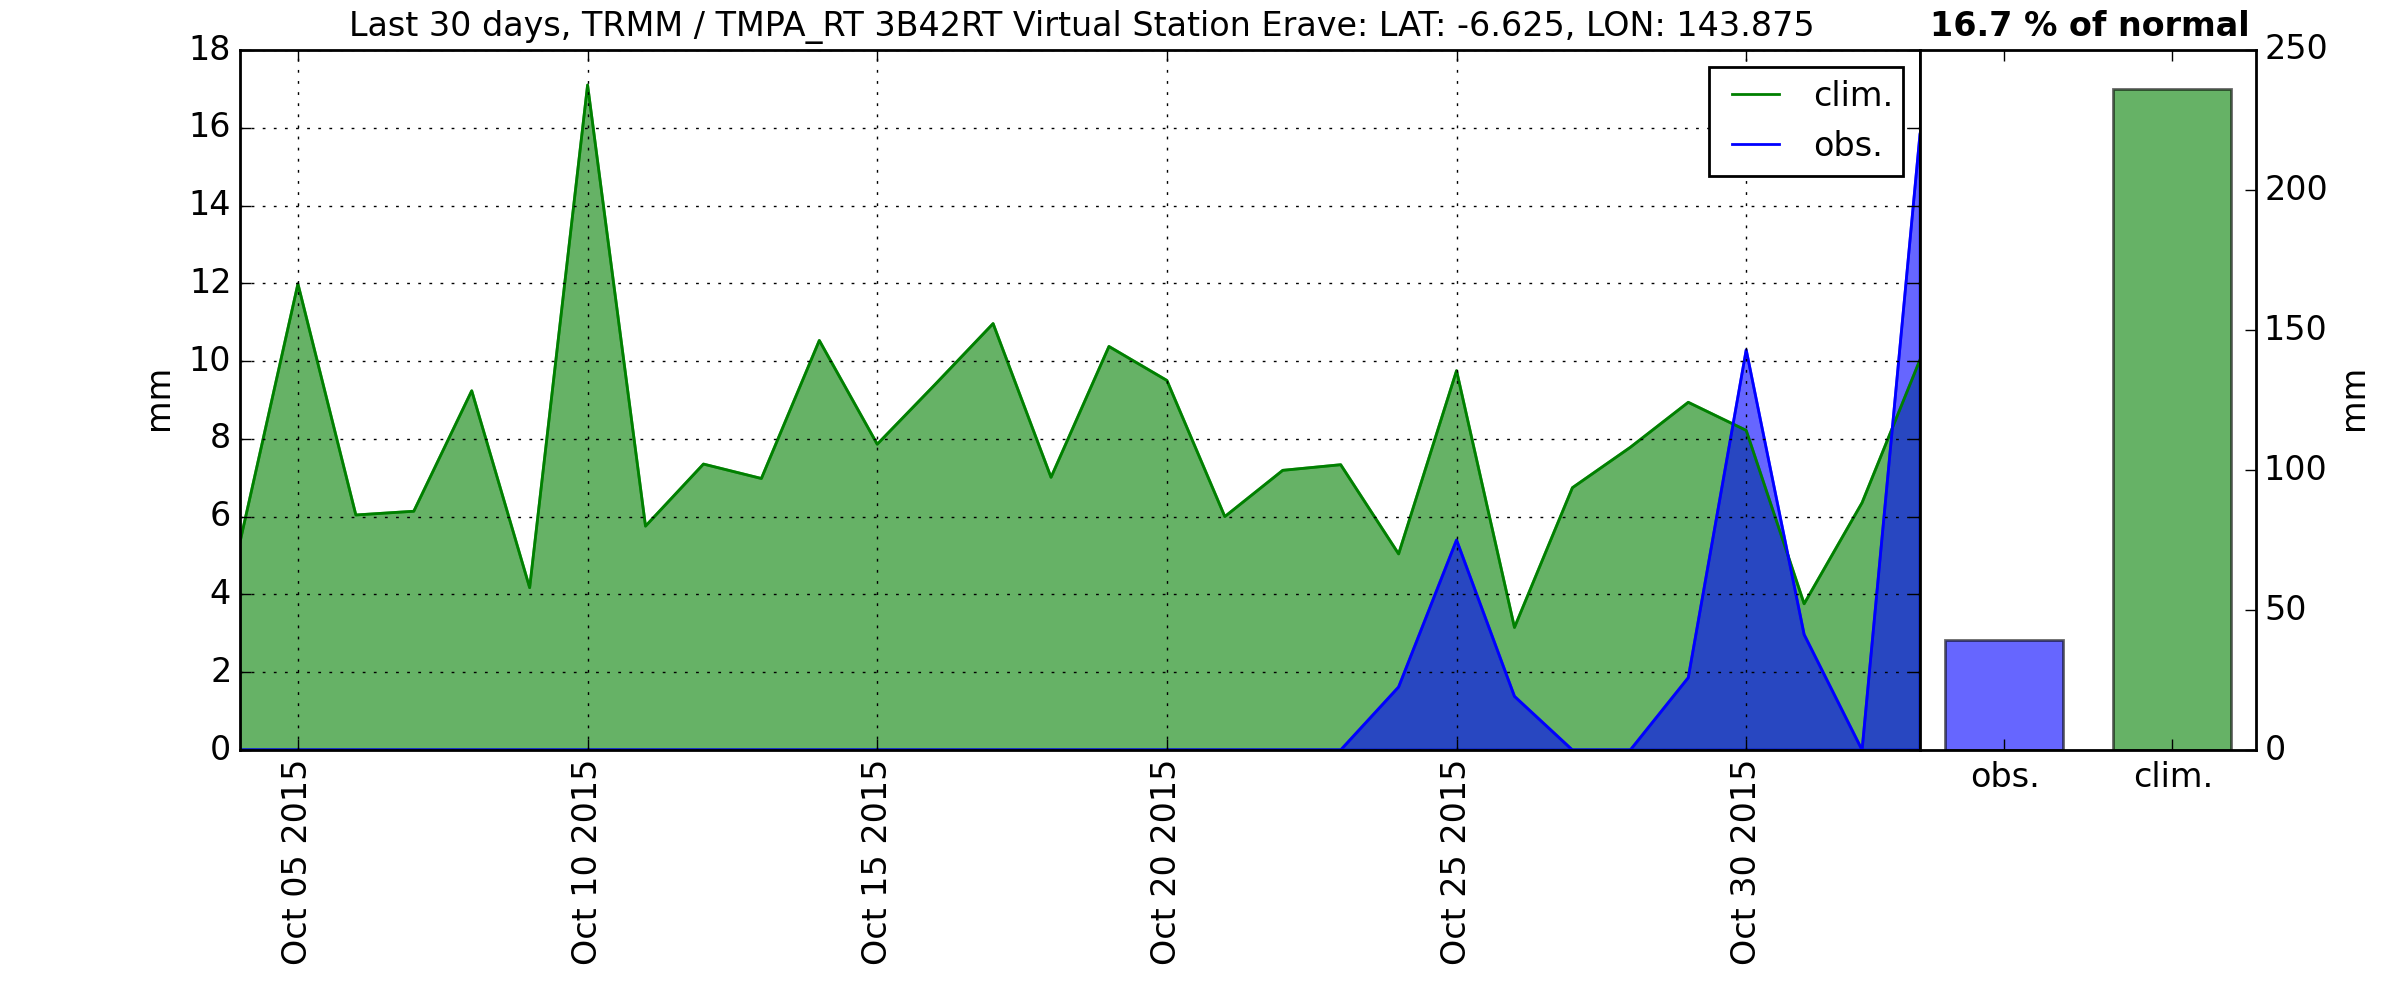 Last 30 days, TRMM / TMPA_RT 3B42RT Virtual Station Erave: LAT: -6.625, LON: 143.875
16.7 % of normal
18
16
14
12
10
8
6
4
2
0
mm
clim.
obs.
250
200
150
100
50
0
mm
Oct 05 2015
Oct 10 2015
Oct 15 2015
Oct 20 2015
Oct 25 2015
Oct 30 2015
obs.
clim.